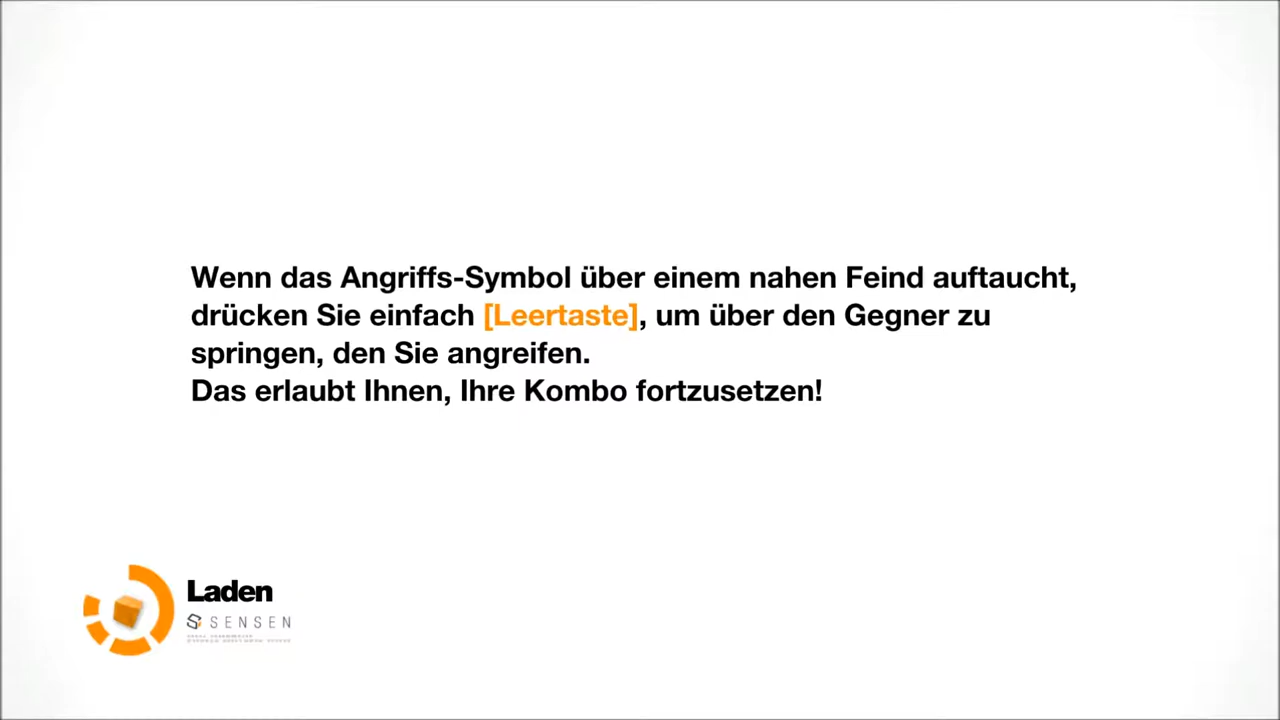 Wenn das Angriffs-Symbol über einem nahen Feind auftaucht,
drücken Sie einfach [Leertaste], um über den Gegner zu
springen, den Sie angreifen.
Das erlaubt Ihnen, Ihre Kombo fortzusetzen!
Laden
SENSEN